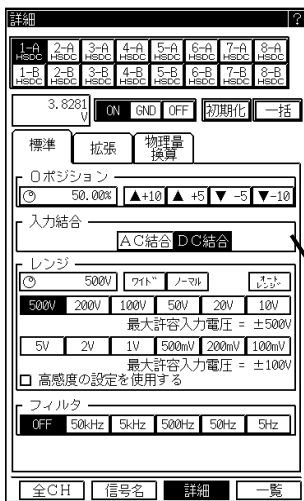 詳細 ?
1-A 2-A 3-A 4-A 5-A 6-A 7-A 8-A
HSDC HSDC HSDC HSDC HSDC HSDC HSDC HSDC
1-B 2-B 3-B 4-B 5-B 6-B 7-B 8-B
HSDC HSDC HSDC HSDC HSDC HSDC HSDC HSDC
3.8281 V ON GND OFF 初期化 一括
標準 拡張 物理量換算
0ポジション
50.00% ▲+10 ▲ +5 ▼ -5 ▼-10
入力結合
AC結合 DC結合
レンジ
500V ワイド ノーマル オートレンジ
500V 200V 100V 50V 20V 10V
最大許容入力電圧 = ±500V
5V 2V 1V 500mV 200mV 100mV
最大許容入力電圧 = ±100V
高感度の設定を使用する
フィルタ
OFF 50kHz 5kHz 500Hz 50Hz 5Hz
全CH 信号名 詳細 一覧